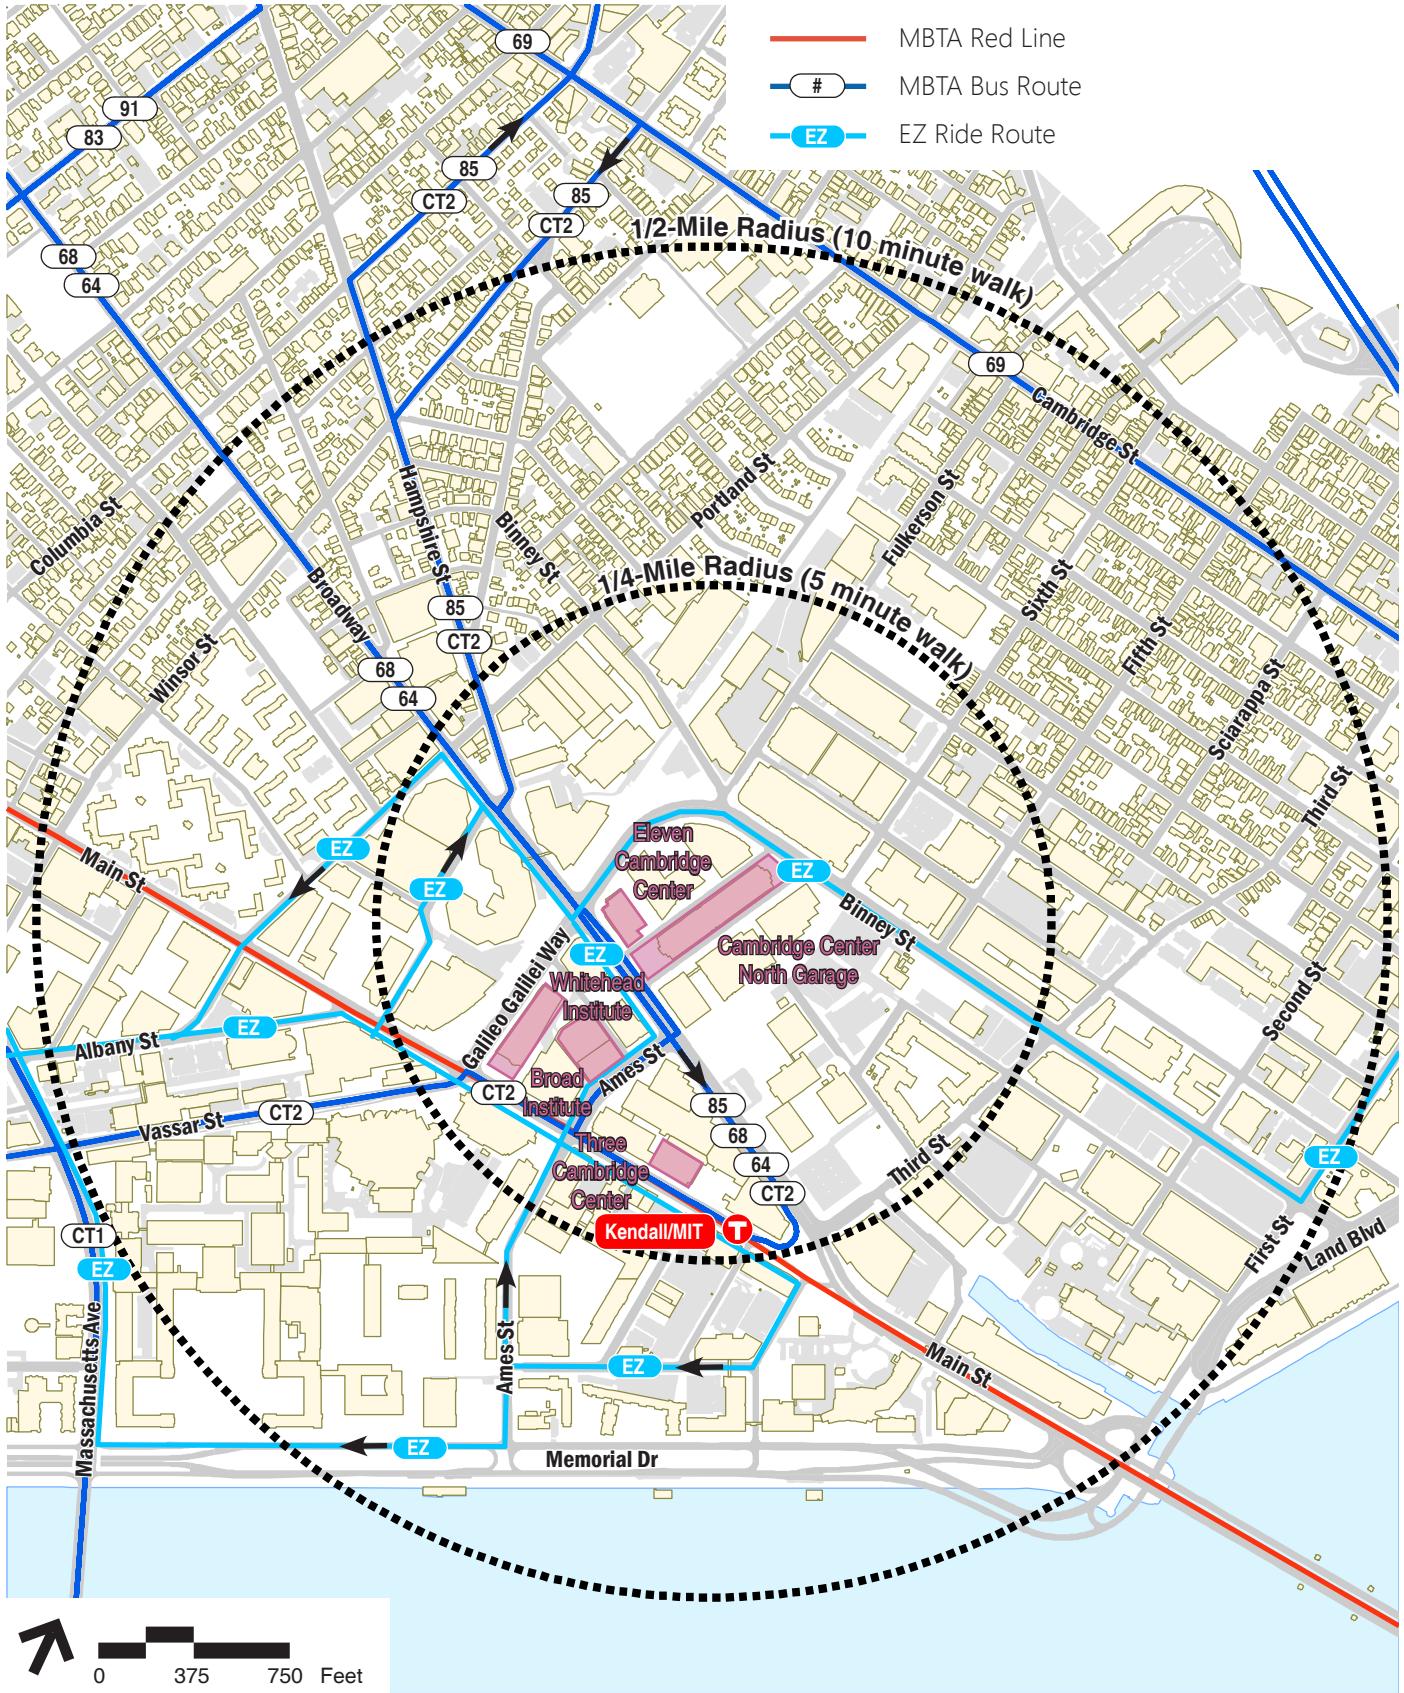 MBTA Red Line
#
MBTA Bus Route
EZ
EZ Ride Route
69
91
83
85
CT2
85
CT2
1/2-Mile Radius (10 minute walk)
68
64
69
Cambridge St
Columbia St
Hampshire St
Binney St
Portland St
Fulkerson St
Broadway
1/4-Mile Radius (5 minute walk)
Sixth St
Fifth St
85
CT2
Winsor St
68
64
Sciarappa St
Third St
Main St
EZ
EZ
Eleven
Cambridge
Center
EZ
Binney St
Cambridge Center
North Garage
EZ
Galileo Galilei Way
Whitehead
Institute
Second St
Albany St
EZ
Broad
Institute
Ames St
CT2
Vassar St
CT2
85
68
64
CT2
Three
Cambridge
Center
Third St
EZ
Kendall/MIT
T
CT1
EZ
First St
Land Blvd
Massachusetts Ave
Ames St
EZ
Main St
EZ
Memorial Dr
0
375
750
Feet